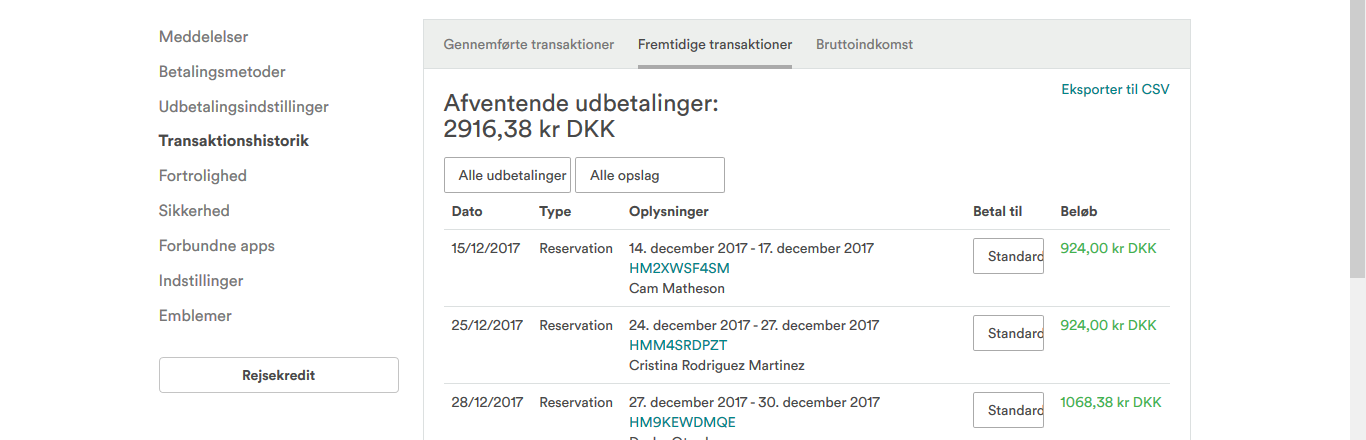 Meddelelser
Betalingsmetoder
Udbetalingsindstillinger
Transaktionshistorik
Fortrolighed
Sikkerhed
Forbundne apps
Indstillinger
Emblemer
Rejsekredit
Gennemførte transaktioner Fremtidige transaktioner Bruttoindkomst
Eksporter til CSV
Afventende udbetalinger:
2916,38 kr DKK
Alle udbetalinger Alle opslag
Dato Type Oplysninger Betal til Beløb
15/12/2017 Reservation 14. december 2017 - 17. december 2017 Standard 924,00 kr DKK
HM2XWSF4SM
Cam Matheson
25/12/2017 Reservation 24. december 2017 - 27. december 2017 Standard 924,00 kr DKK
HMM4SRDPZT
Cristina Rodriguez Martinez
28/12/2017 Reservation 27. december 2017 - 30. december 2017 Standard 1068,38 kr DKK
HM9KEWDMQE